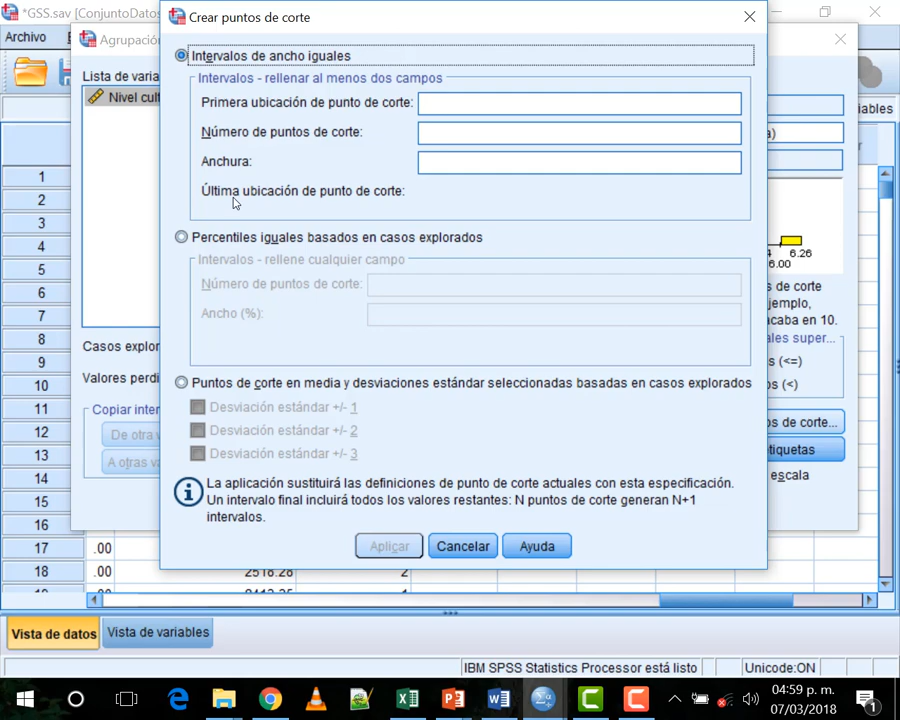 *GSS.sav [ConjuntoDatos
Crear puntos de corte
Archivo
Agrupación
Lista de varia
Nivel cult
Intervalos de ancho iguales
Intervalos - rellenar al menos dos campos
Primera ubicación de punto de corte:
Número de puntos de corte:
Anchura:
Última ubicación de punto de corte:
Percentiles iguales basados en casos explorados
Intervalos - rellene cualquier campo
Número de puntos de corte:
Ancho (%):
Puntos de corte en media y desviaciones estándar seleccionadas basadas en casos explorados
Desviación estándar +/- 1
Desviación estándar +/- 2
Desviación estándar +/- 3
La aplicación sustituirá las definiciones de punto de corte actuales con esta especificación.
Un intervalo final incluirá todos los valores restantes: N puntos de corte generan N+1
intervalos.
Aplicar
Cancelar
Ayuda
Casos explor
Valores perdi
Copiar inter
De otra v
A otras va
iables
a)
6.26
6.00
s de corte
jemplo,
caba en 10.
ales super...
s (<=)
os (<)
os de corte...
tiquetas
escala
1
2
3
4
5
6
7
8
9
10
11
12
13
14
15
16
17 .00
18 .00 2518.28 2
Vista de datos
Vista de variables
IBM SPSS Statistics Processor está listo
Unicode:ON
04:59 p. m.
07/03/2018
1